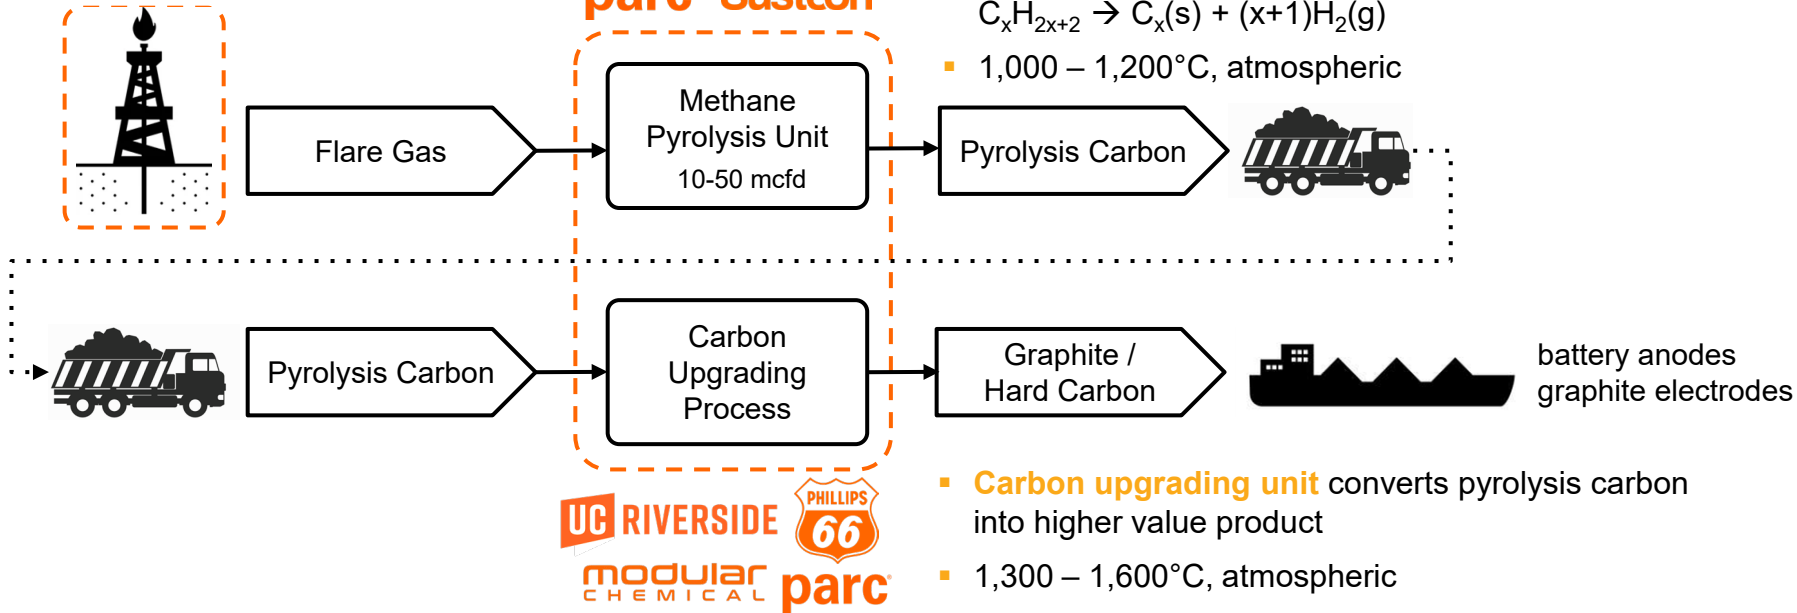 parc
CxH2x+2 → Cx(s) + (x+1)H2(g)
▪ 1,000 – 1,200°C, atmospheric
Flare Gas
Methane
Pyrolysis Unit
10-50 mcfd
Pyrolysis Carbon
Pyrolysis Carbon
Carbon
Upgrading
Process
Graphite /
Hard Carbon
battery anodes
graphite electrodes
UC RIVERSIDE
PHILLIPS
66
modular
CHEMICAL
parc
▪ Carbon upgrading unit converts pyrolysis carbon
into higher value product
▪ 1,300 – 1,600°C, atmospheric